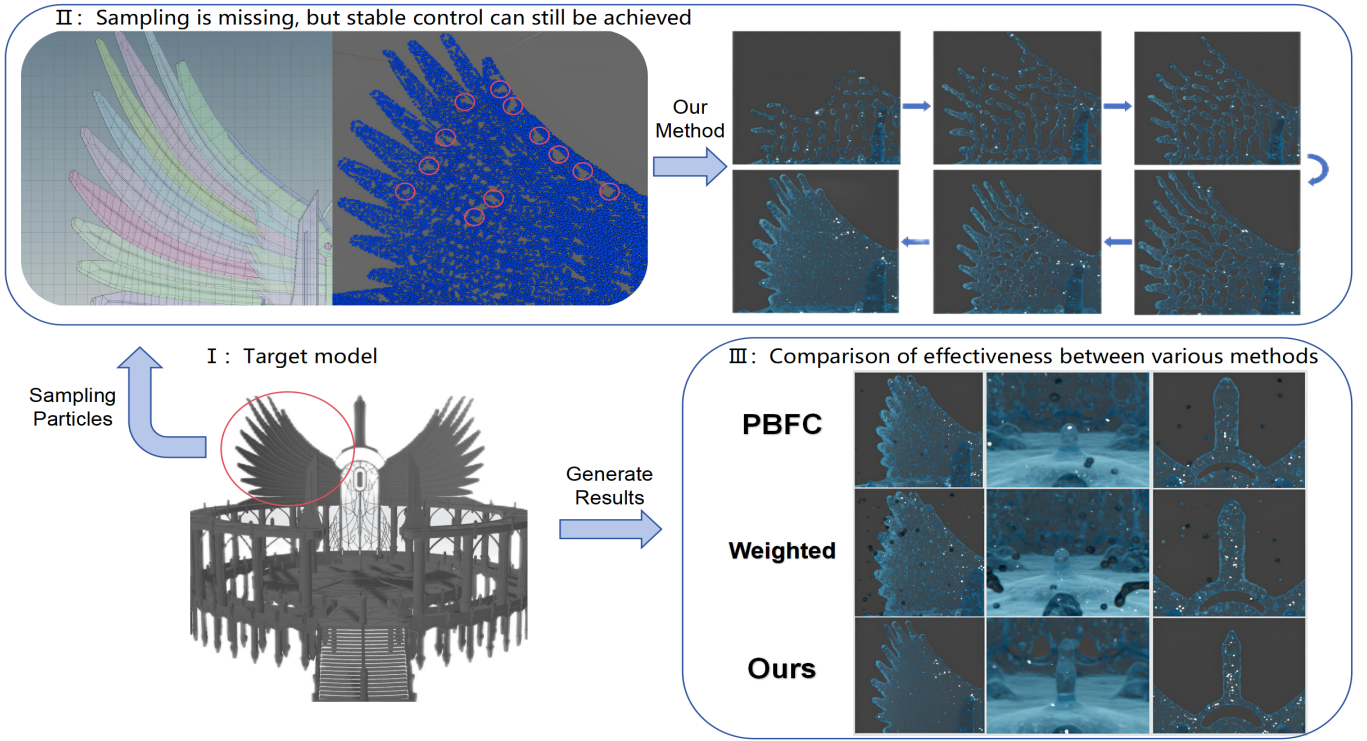 Ⅱ: Sampling is missing, but stable control can still be achieved
Our
Method
Ⅰ: Target model
Sampling
Particles
Generate
Results
Ⅲ: Comparison of effectiveness between various methods
PBFC
Weighted
Ours